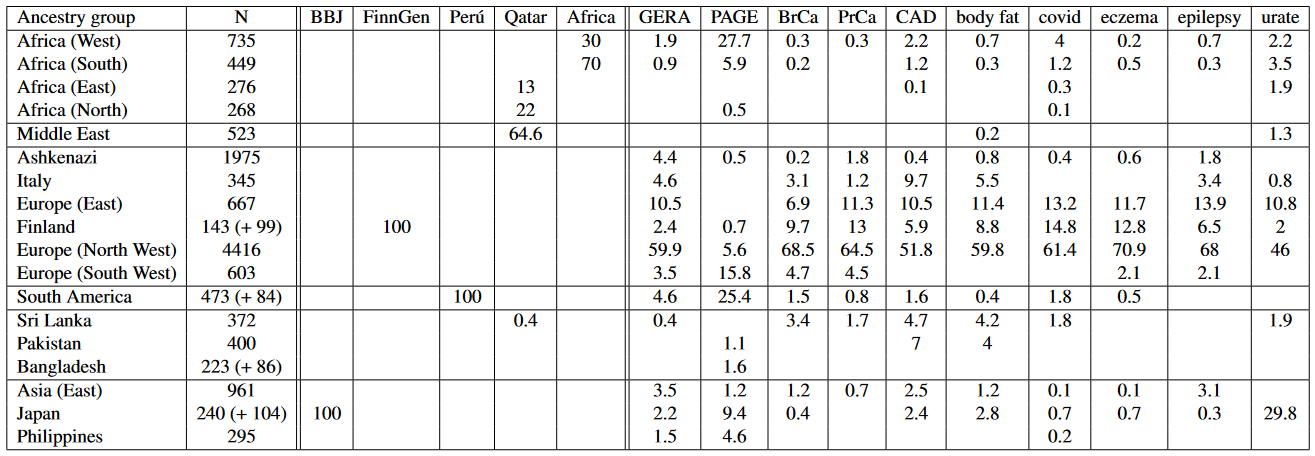 Ancestry group N BBJ FinnGen Perú Qatar Africa GERA PAGE BrCa PrCa CAD body fat covid eczema epilepsy urate
Africa (West) 735 30 1.9 27.7 0.3 0.3 2.2 0.7 4 0.2 0.7 2.2
Africa (South) 449 70 0.9 5.9 0.2 1.2 0.3 1.2 0.5 0.3 3.5
Africa (East) 276 13 0.1 0.3 1.9
Africa (North) 268 22 0.5 0.1
Middle East 523 64.6 0.2 1.3
Ashkenazi 1975 4.4 0.5 0.2 1.8 0.4 0.8 0.4 0.6 1.8
Italy 345 4.6 3.1 1.2 9.7 5.5 3.4 0.8
Europe (East) 667 10.5 6.9 11.3 10.5 11.4 13.2 11.7 13.9 10.8
Finland 143 (+ 99) 100 2.4 0.7 9.7 13 5.9 8.8 14.8 12.8 6.5 2
Europe (North West) 4416 59.9 5.6 68.5 64.5 51.8 59.8 61.4 70.9 68 46
Europe (South West) 603 3.5 15.8 4.7 4.5 2.1 2.1
South America 473 (+ 84) 100 4.6 25.4 1.5 0.8 1.6 0.4 1.8 0.5
Sri Lanka 372 0.4 0.4 3.4 1.7 4.7 4.2 1.8 1.9
Pakistan 400 1.1 7 4
Bangladesh 223 (+ 86) 1.6
Asia (East) 961 3.5 1.2 1.2 0.7 2.5 1.2 0.1 0.1 3.1
Japan 240 (+ 104) 100 2.2 9.4 0.4 2.4 2.8 0.7 0.7 0.3 29.8
Philippines 295 1.5 4.6 0.2